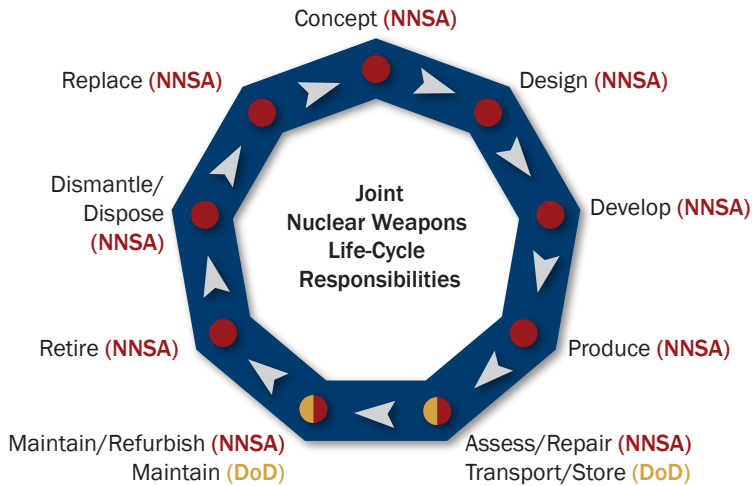 Concept (NNSA)
Replace (NNSA)
Design (NNSA)
Dismantle/
Dispose
(NNSA)
Joint
Nuclear Weapons
Life-Cycle
Responsibilities
Develop (NNSA)
Retire (NNSA)
Produce (NNSA)
Maintain/Refurbish (NNSA)
Maintain (DoD)
Assess/Repair (NNSA)
Transport/Store (DoD)